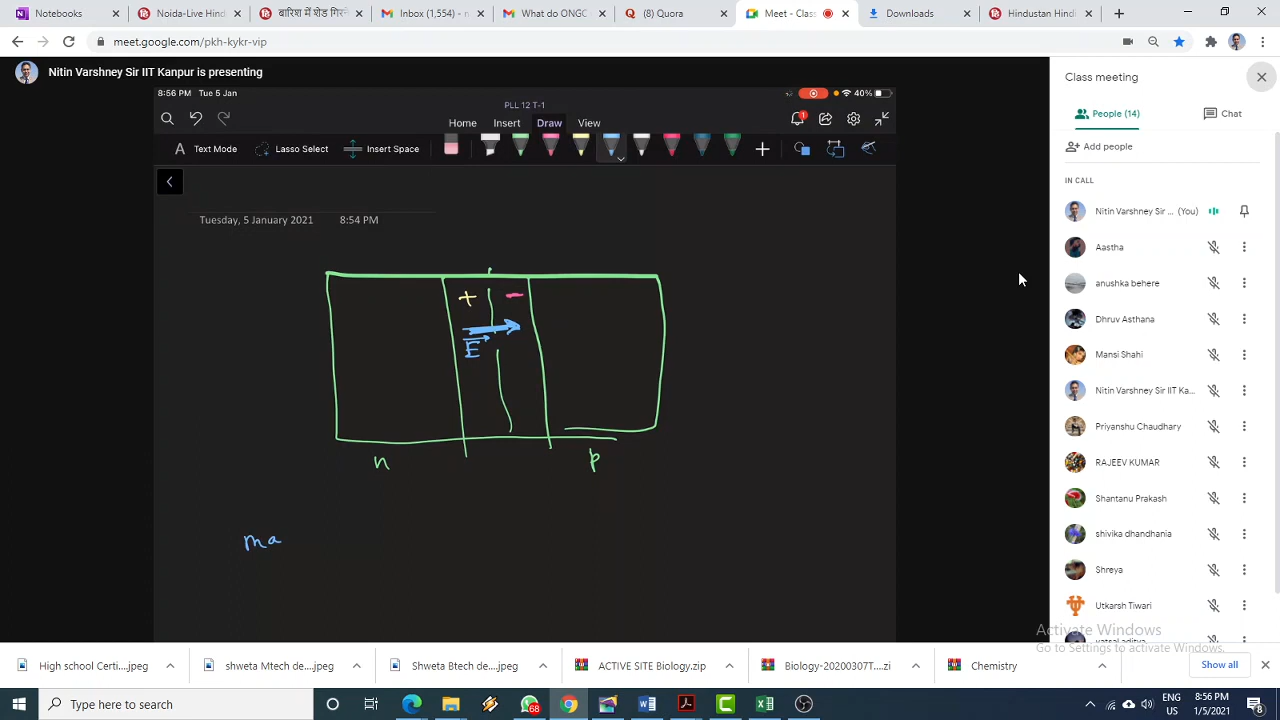 Notebooks
Noida-Live Hind
बारिश में प्रेम
Inbox (1,554) - n
What do ONGC
(8) Quora
Meet - Class
Downloads
Hindustan Hind
meet.google.com/pkh-kykr-vip
Nitin Varshney Sir IIT Kanpur is presenting
Class meeting
8:56 PM Tue 5 Jan
40%
PLL 12 T-1
Home Insert Draw View
1
Text Mode
Lasso Select
Insert Space
People (14)
Chat
Add people
IN CALL
Tuesday, 5 January 2021 8:54 PM
Nitin Varshney Sir ... (You)
Aastha
anushka behere
Dhruv Asthana
Mansi Shahi
Nitin Varshney Sir IIT Ka...
Priyanshu Chaudhary
RAJEEV KUMAR
Shantanu Prakash
shivika dhandhania
Shreya
Utkarsh Tiwari
vatsal aditya
+ -
E
n p
ma
Activate Windows
Go to Settings to activate Windows.
High school Certi....jpeg
shweta Mtech de....jpeg
Shweta Btech de....jpeg
ACTIVE SITE Biology.zip
Biology-20200307T....zi
Chemistry
Show all
Type here to search
68
ENG
US
8:56 PM
1/5/2021
8